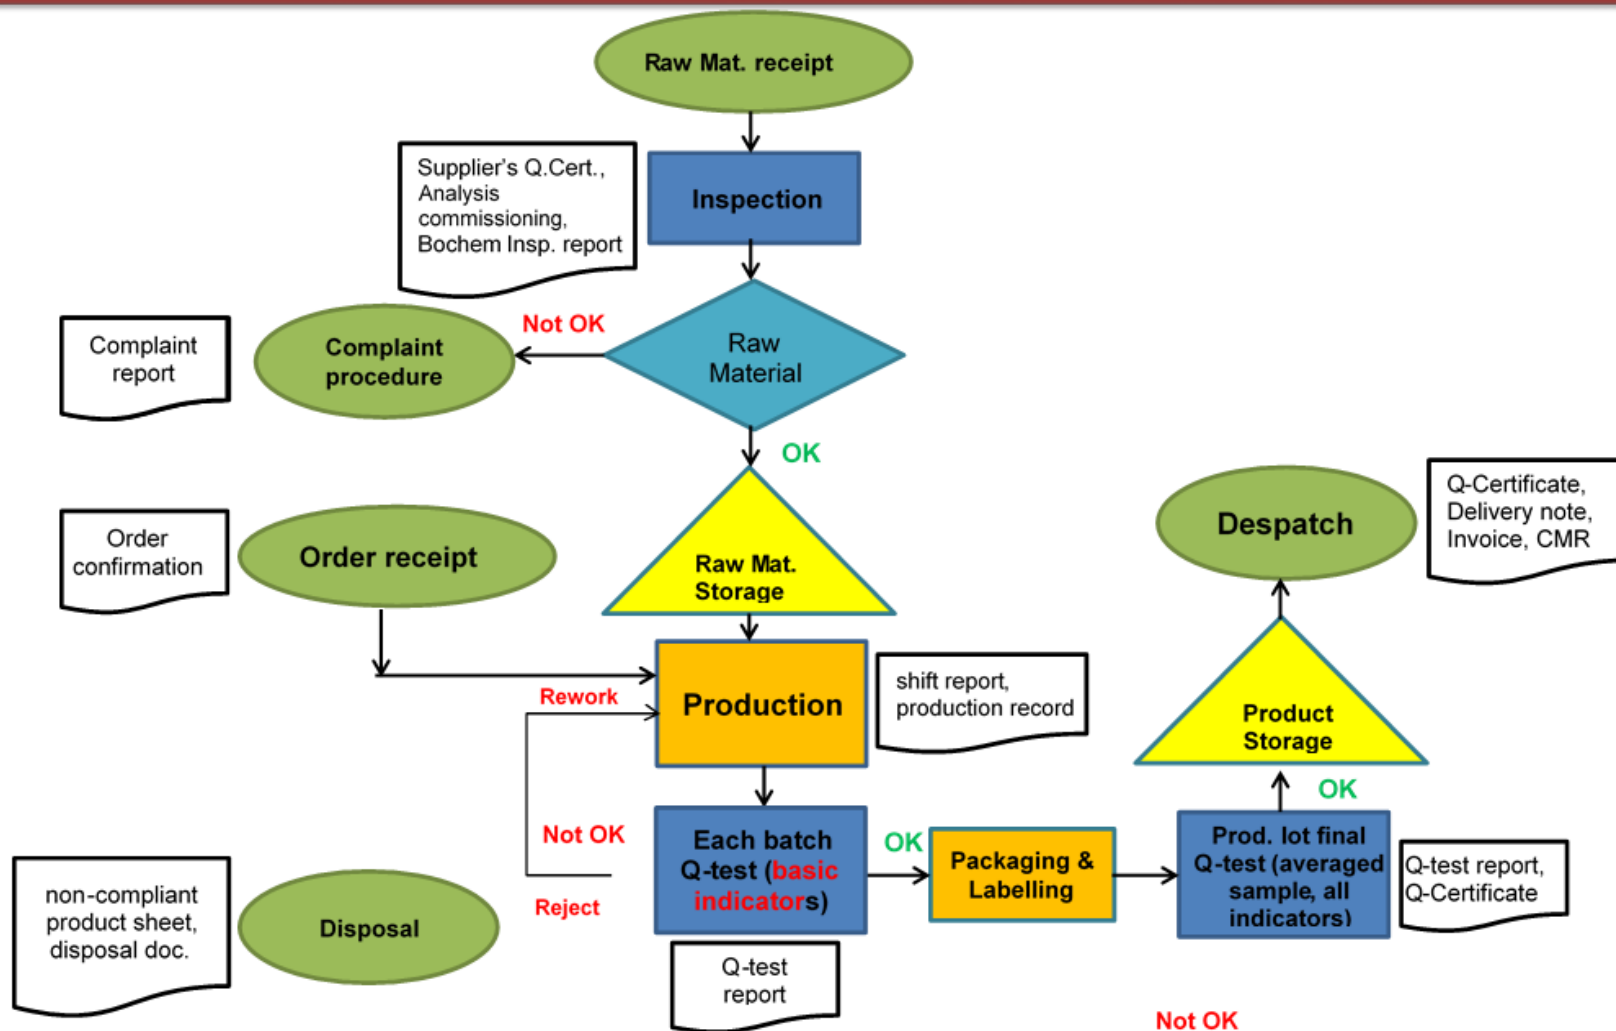 Raw Mat. receipt
Supplier's Q.Cert.,
Analysis
commissioning,
Bochem Insp. report
Inspection
Complaint
report
Complaint
procedure
Not OK
Raw
Material
OK
Order
confirmation
Order receipt
Raw Mat.
Storage
Despatch
Q-Certificate,
Delivery note,
Invoice, CMR
Rework
Production
shift report,
production record
Product
Storage
OK
Not OK
Each batch
Q-test (basic
indicators)
OK
Packaging &
Labelling
Prod. lot final
Q-test (averaged
sample, all
indicators)
Q-test report,
Q-Certificate
non-compliant
product sheet,
disposal doc.
Disposal
Reject
Q-test
report
Not OK